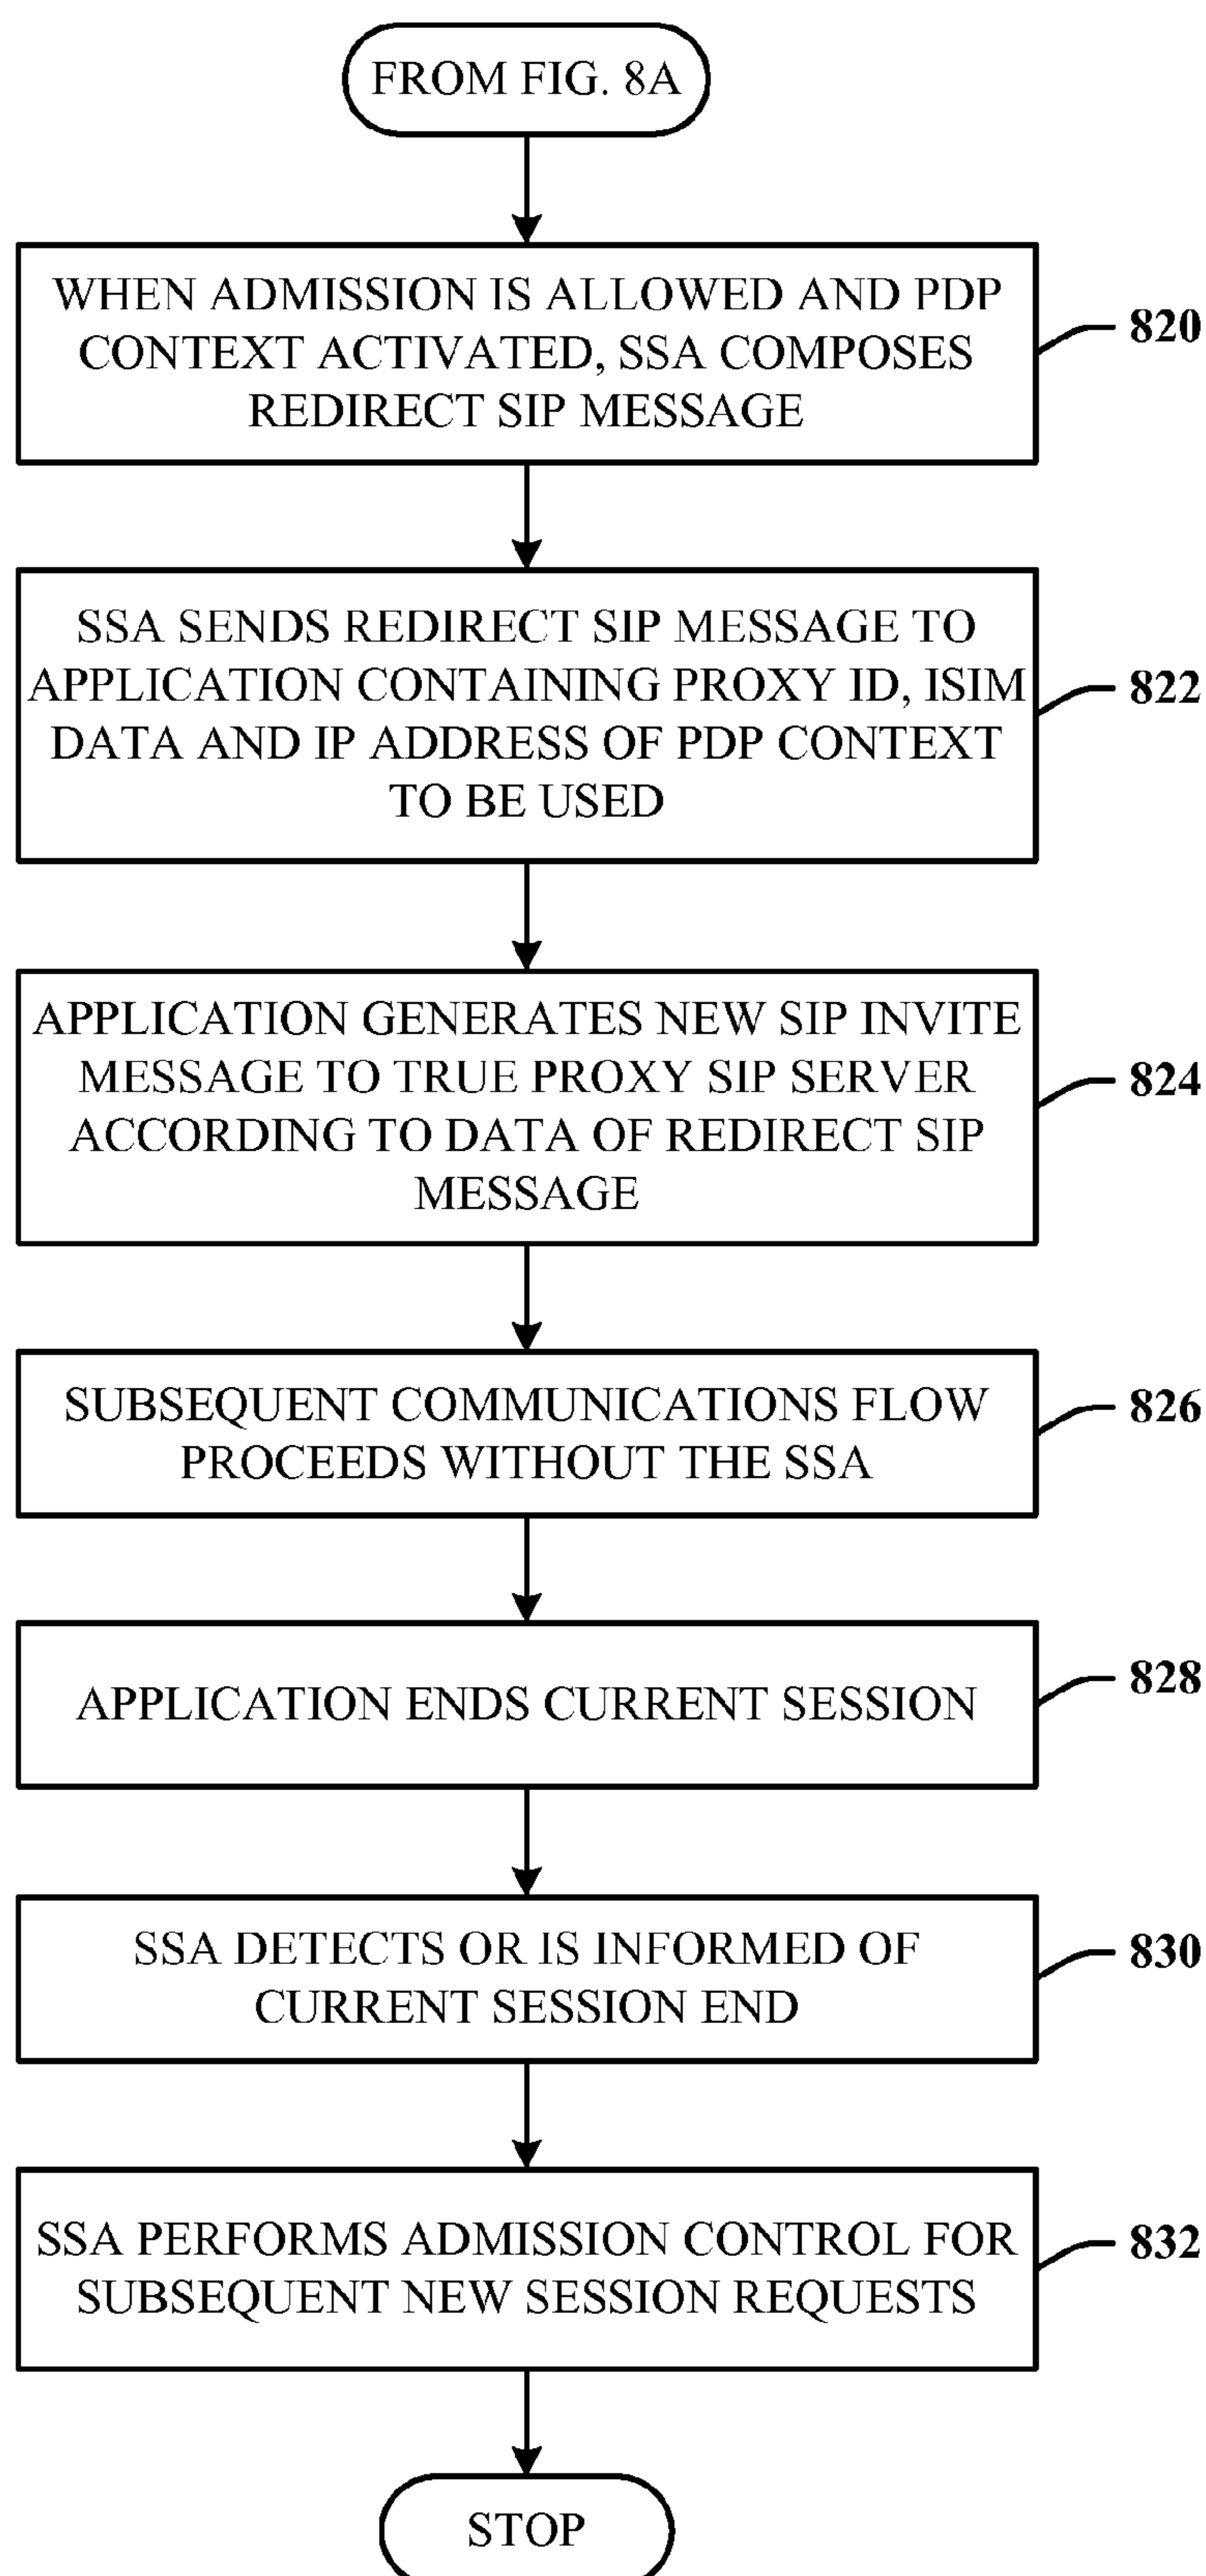 FROM FIG. 8A
WHEN ADMISSION IS ALLOWED AND PDP
CONTEXT ACTIVATED, SSA COMPOSES
REDIRECT SIP MESSAGE
820
SSA SENDS REDIRECT SIP MESSAGE TO
APPLICATION CONTAINING PROXY ID, ISIM
DATA AND IP ADDRESS OF PDP CONTEXT
TO BE USED
822
APPLICATION GENERATES NEW SIP INVITE
MESSAGE TO TRUE PROXY SIP SERVER
ACCORDING TO DATA OF REDIRECT SIP
MESSAGE
824
SUBSEQUENT COMMUNICATIONS FLOW
PROCEEDS WITHOUT THE SSA
826
APPLICATION ENDS CURRENT SESSION
828
SSA DETECTS OR IS INFORMED OF
CURRENT SESSION END
830
SSA PERFORMS ADMISSION CONTROL FOR
SUBSEQUENT NEW SESSION REQUESTS
832
STOP